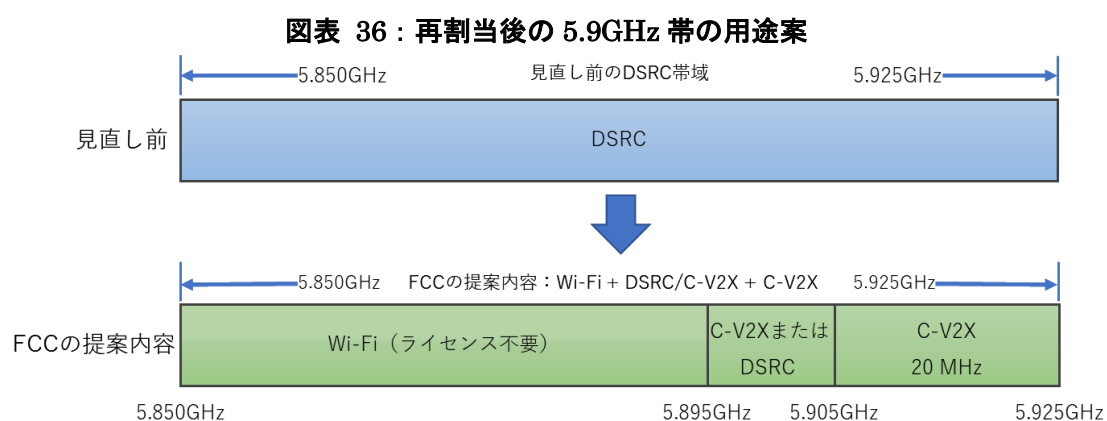 図表 36：再割当後の 5.9GHz 帯の用途案
5.850GHz 見直し前のDSRC帯域 5.925GHz
見直し前 DSRC
5.850GHz FCCの提案内容：Wi-Fi + DSRC/C-V2X + C-V2X 5.925GHz
FCCの提案内容
Wi-Fi（ライセンス不要）
C-V2Xまたは
DSRC
C-V2X
20 MHz
5.850GHz 5.895GHz 5.905GHz 5.925GHz